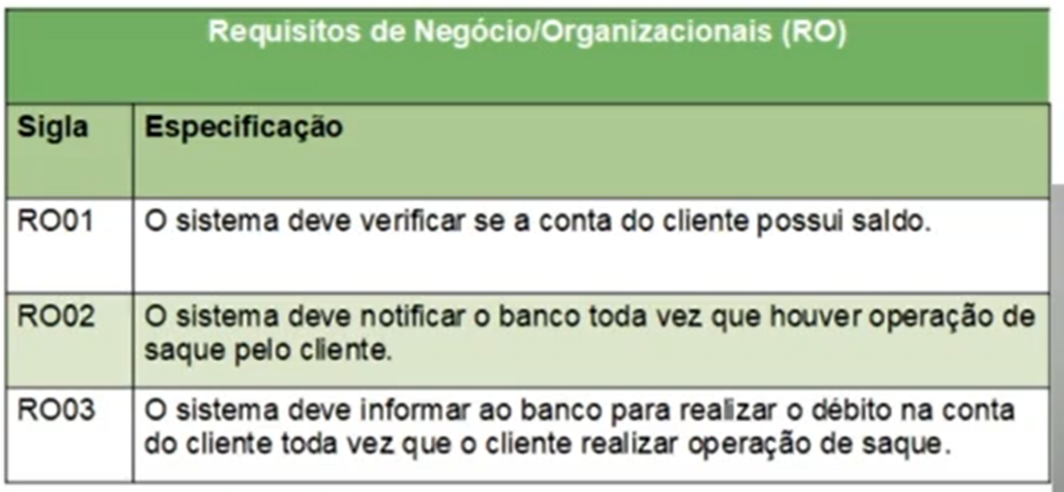 Requisitos de Negócio/Organizacionais (RO)
Sigla Especificação
RO01 O sistema deve verificar se a conta do cliente possui saldo.
RO02 O sistema deve notificar o banco toda vez que houver operação de
saque pelo cliente.
RO03 O sistema deve informar ao banco para realizar o débito na conta
do cliente toda vez que o cliente realizar operação de saque.